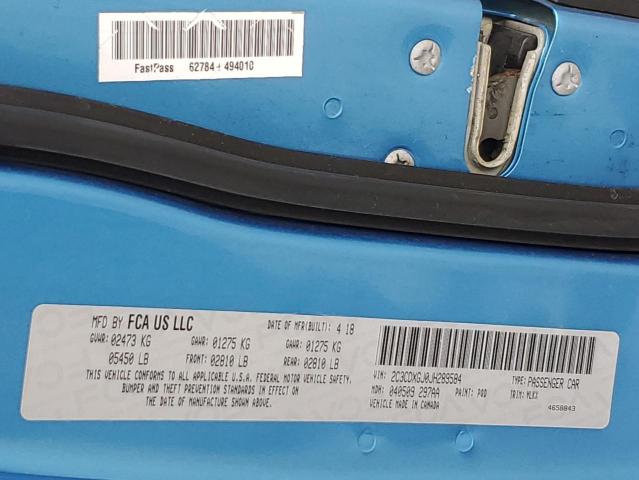 FastPass 62784 494010
MFD BY FCA US LLC DATE OF MFR(BUILT): 4 18
GVWR: 02473 KG GAWR: 01275 KG GAWR: 01275 KG
05450 LB FRONT: 02810 LB REAR: 02810 LB
THIS VEHICLE CONFORMS TO ALL APPLICABLE U.S.A. FEDERAL MOTOR VEHICLE SAFETY,
BUMPER AND THEFT PREVENTION STANDARDS IN EFFECT ON
THE DATE OF MANUFACTURE SHOWN ABOVE.
VIN: 2C3CDXGJ0JH289584 TYPE: PASSENGER CAR
MDH: 040509 297AA PAINT: PQD TRIM: MLXX
VEHICLE MADE IN CANADA 4658843